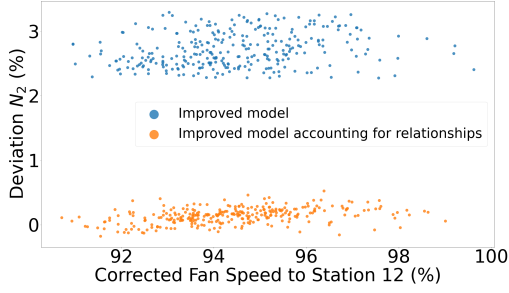 3
2
1
0
Deviation N₂ (%)
Improved model
Improved model accounting for relationships
92 94 96 98 100
Corrected Fan Speed to Station 12 (%)